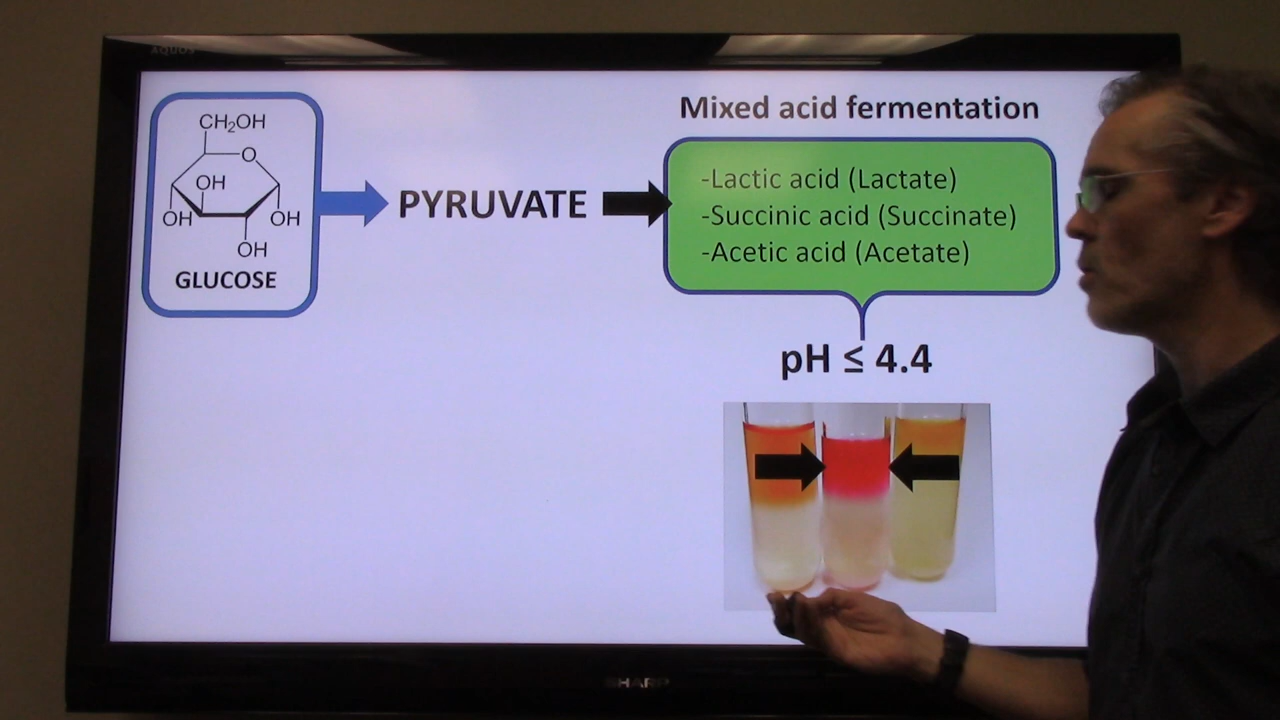 AQUOS
Mixed acid fermentation
CH₂OH
O
OH
OH
OH
OH
GLUCOSE
PYRUVATE
-Lactic acid (Lactate)
-Succinic acid (Succinate)
-Acetic acid (Acetate)
pH ≤ 4.4
SHARP